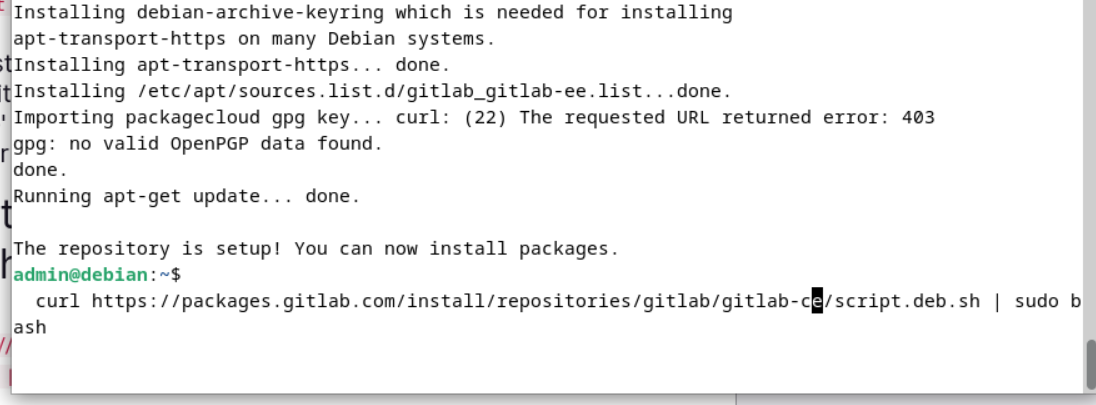 Installing debian-archive-keyring which is needed for installing
apt-transport-https on many Debian systems.
Installing apt-transport-https... done.
Installing /etc/apt/sources.list.d/gitlab_gitlab-ee.list...done.
Importing packagecloud gpg key... curl: (22) The requested URL returned error: 403
gpg: no valid OpenPGP data found.
done.
Running apt-get update... done.

The repository is setup! You can now install packages.
admin@debian:~$
curl https://packages.gitlab.com/install/repositories/gitlab/gitlab-ce/script.deb.sh | sudo b
ash